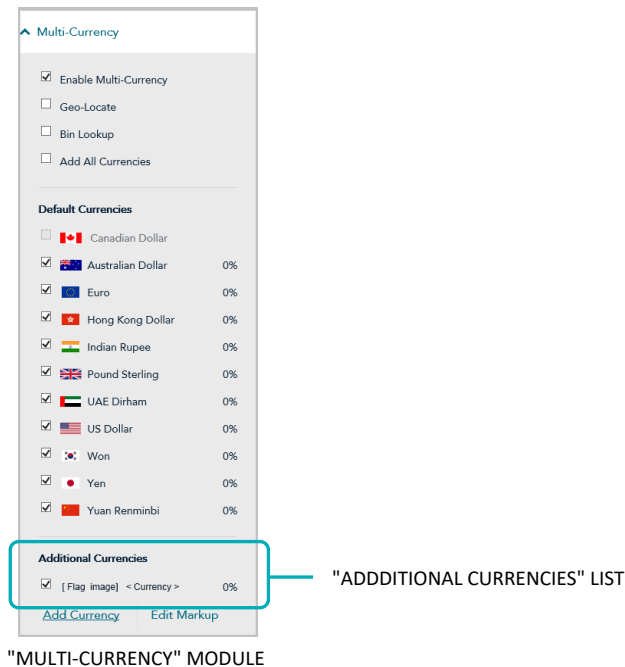 Multi-Currency
Enable Multi-Currency
Geo-Locate
Bin Lookup
Add All Currencies
Default Currencies
Canadian Dollar
Australian Dollar 0%
Euro 0%
Hong Kong Dollar 0%
Indian Rupee 0%
Pound Sterling 0%
UAE Dirham 0%
US Dollar 0%
Won 0%
Yen 0%
Yuan Renminbi 0%
Additional Currencies
[ Flag image] < Currency > 0%
"ADDDITIONAL CURRENCIES" LIST
Add Currency Edit Markup
"MULTI-CURRENCY" MODULE